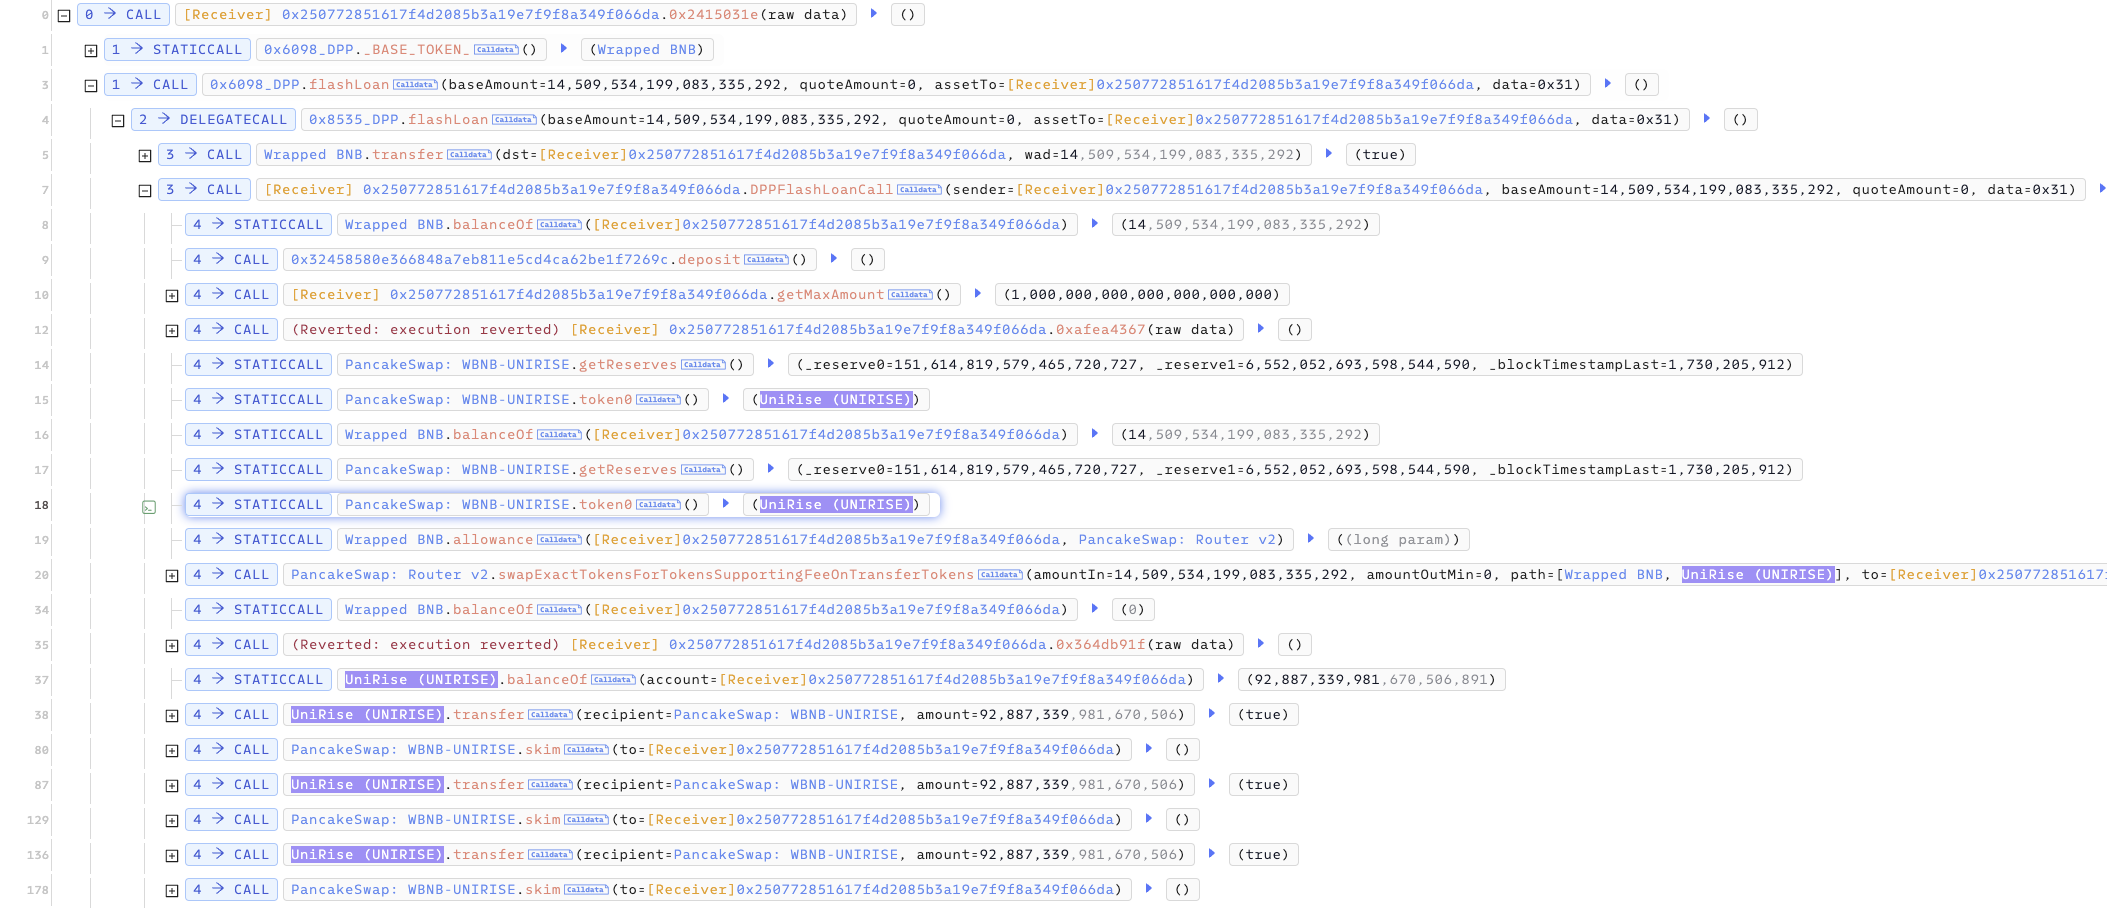 0 0 → CALL [Receiver] 0x250772851617f4d2085b3a19e7f9f8a349f066da.0x2415031e(raw data) ()
1 1 → STATICCALL 0x6098_DPP._BASE_TOKEN_ Calldata () (Wrapped BNB)
3 1 → CALL 0x6098_DPP.flashLoan Calldata (baseAmount=14,509,534,199,083,335,292, quoteAmount=0, assetTo=[Receiver]0x250772851617f4d2085b3a19e7f9f8a349f066da, data=0x31) ()
4 2 → DELEGATECALL 0x8535_DPP.flashLoan Calldata (baseAmount=14,509,534,199,083,335,292, quoteAmount=0, assetTo=[Receiver]0x250772851617f4d2085b3a19e7f9f8a349f066da, data=0x31) ()
5 3 → CALL Wrapped BNB.transfer Calldata (dst=[Receiver]0x250772851617f4d2085b3a19e7f9f8a349f066da, wad=14,509,534,199,083,335,292) (true)
7 3 → CALL [Receiver] 0x250772851617f4d2085b3a19e7f9f8a349f066da.DPPFlashLoanCall Calldata (sender=[Receiver]0x250772851617f4d2085b3a19e7f9f8a349f066da, baseAmount=14,509,534,199,083,335,292, quoteAmount=0, data=0x31)
8 4 → STATICCALL Wrapped BNB.balanceOf Calldata ([Receiver]0x250772851617f4d2085b3a19e7f9f8a349f066da) (14,509,534,199,083,335,292)
9 4 → CALL 0x32458580e366848a7eb811e5cd4ca62be1f7269c.deposit Calldata () ()
10 4 → CALL [Receiver] 0x250772851617f4d2085b3a19e7f9f8a349f066da.getMaxAmount Calldata () (1,000,000,000,000,000,000,000)
12 4 → CALL (Reverted: execution reverted) [Receiver] 0x250772851617f4d2085b3a19e7f9f8a349f066da.0xafea4367(raw data) ()
14 4 → STATICCALL PancakeSwap: WBNB-UNIRISE.getReserves Calldata () (_reserve0=151,614,819,579,465,720,727, _reserve1=6,552,052,693,598,544,590, _blockTimestampLast=1,730,205,912)
15 4 → STATICCALL PancakeSwap: WBNB-UNIRISE.token0 Calldata () (UniRise (UNIRISE))
16 4 → STATICCALL Wrapped BNB.balanceOf Calldata ([Receiver]0x250772851617f4d2085b3a19e7f9f8a349f066da) (14,509,534,199,083,335,292)
17 4 → STATICCALL PancakeSwap: WBNB-UNIRISE.getReserves Calldata () (_reserve0=151,614,819,579,465,720,727, _reserve1=6,552,052,693,598,544,590, _blockTimestampLast=1,730,205,912)
18 4 → STATICCALL PancakeSwap: WBNB-UNIRISE.token0 Calldata () (UniRise (UNIRISE))
19 4 → STATICCALL Wrapped BNB.allowance Calldata ([Receiver]0x250772851617f4d2085b3a19e7f9f8a349f066da, PancakeSwap: Router v2) ((long param))
20 4 → CALL PancakeSwap: Router v2.swapExactTokensForTokensSupportingFeeOnTransferTokens Calldata (amountIn=14,509,534,199,083,335,292, amountOutMin=0, path=[Wrapped BNB, UniRise (UNIRISE)], to=[Receiver]0x250772851617
34 4 → STATICCALL Wrapped BNB.balanceOf Calldata ([Receiver]0x250772851617f4d2085b3a19e7f9f8a349f066da) (0)
35 4 → CALL (Reverted: execution reverted) [Receiver] 0x250772851617f4d2085b3a19e7f9f8a349f066da.0x364db91f(raw data) ()
37 4 → STATICCALL UniRise (UNIRISE).balanceOf Calldata (account=[Receiver]0x250772851617f4d2085b3a19e7f9f8a349f066da) (92,887,339,981,670,506,891)
38 4 → CALL UniRise (UNIRISE).transfer Calldata (recipient=PancakeSwap: WBNB-UNIRISE, amount=92,887,339,981,670,506) (true)
80 4 → CALL PancakeSwap: WBNB-UNIRISE.skim Calldata (to=[Receiver]0x250772851617f4d2085b3a19e7f9f8a349f066da) ()
87 4 → CALL UniRise (UNIRISE).transfer Calldata (recipient=PancakeSwap: WBNB-UNIRISE, amount=92,887,339,981,670,506) (true)
129 4 → CALL PancakeSwap: WBNB-UNIRISE.skim Calldata (to=[Receiver]0x250772851617f4d2085b3a19e7f9f8a349f066da) ()
136 4 → CALL UniRise (UNIRISE).transfer Calldata (recipient=PancakeSwap: WBNB-UNIRISE, amount=92,887,339,981,670,506) (true)
178 4 → CALL PancakeSwap: WBNB-UNIRISE.skim Calldata (to=[Receiver]0x250772851617f4d2085b3a19e7f9f8a349f066da) ()